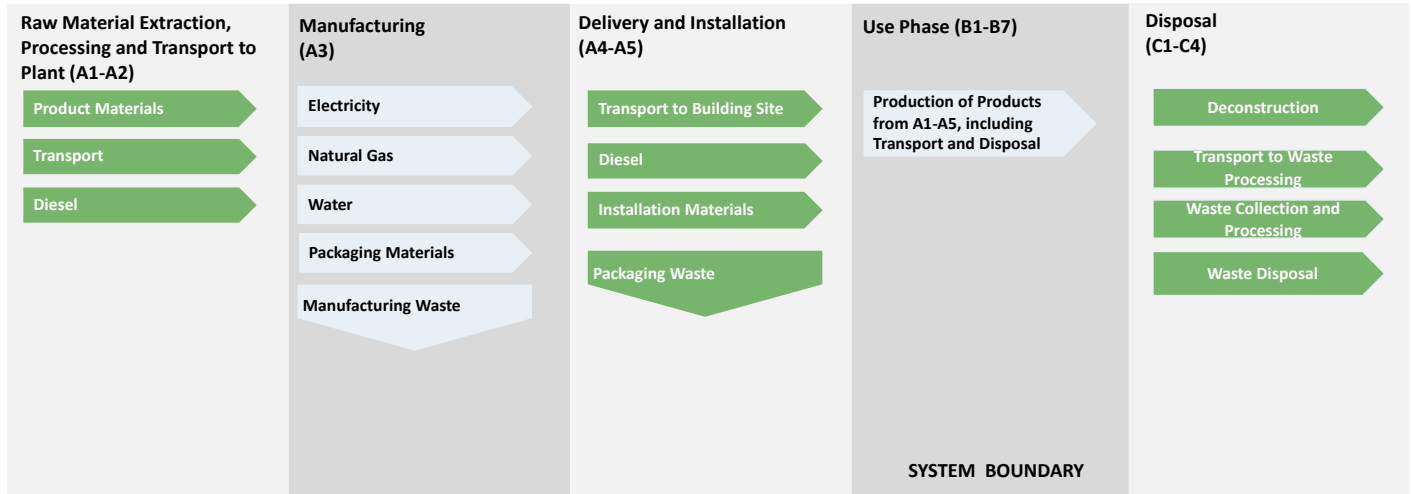 Raw Material Extraction,
Processing and Transport to
Plant (A1-A2)
Product Materials
Transport
Diesel
Manufacturing
(A3)
Electricity
Natural Gas
Water
Packaging Materials
Manufacturing Waste
Delivery and Installation
(A4-A5)
Transport to Building Site
Diesel
Installation Materials
Packaging Waste
Use Phase (B1-B7)
Production of Products
from A1-A5, including
Transport and Disposal
Disposal
(C1-C4)
Deconstruction
Transport to Waste
Processing
Waste Collection and
Processing
Waste Disposal
SYSTEM BOUNDARY